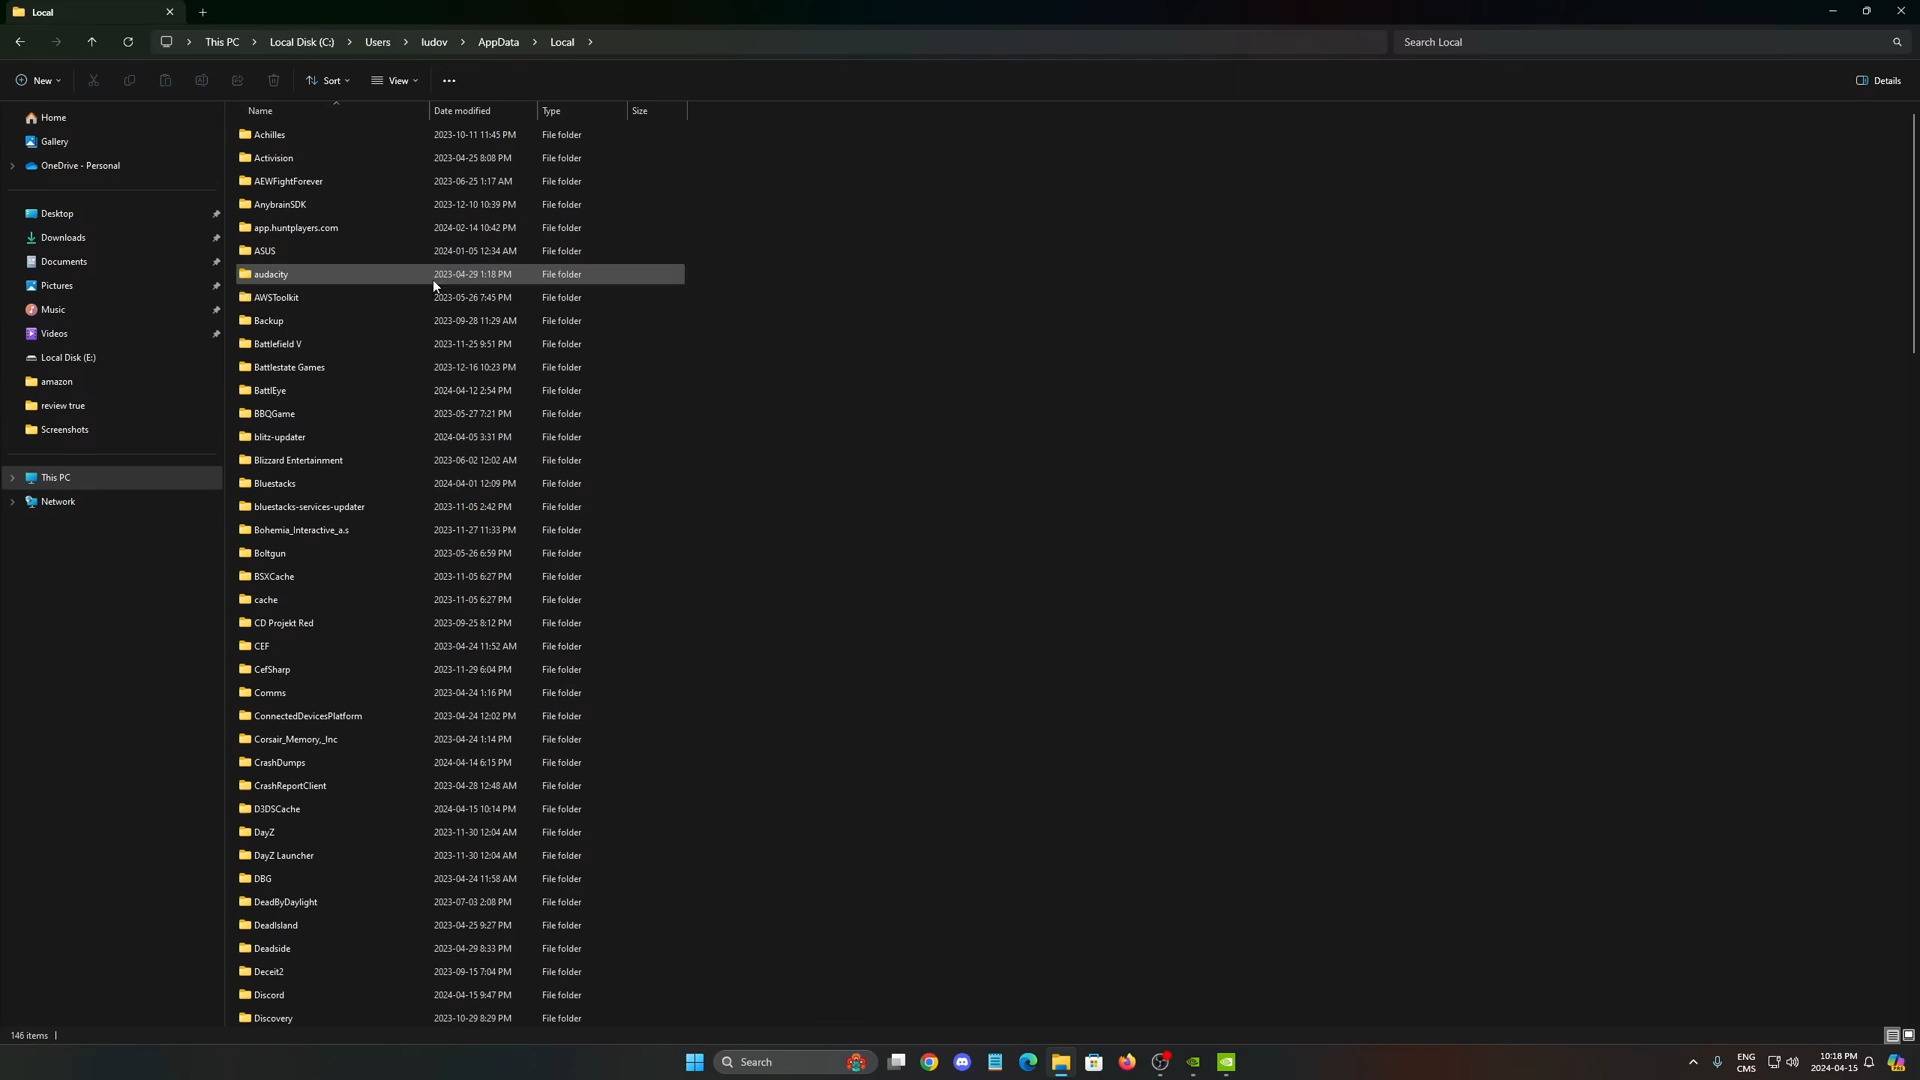 Local
This PC > Local Disk (C:) > Users > ludov > AppData > Local >
Search Local
New
Sort
View
Details
Home
Gallery
OneDrive - Personal
Desktop
Downloads
Documents
Pictures
Music
Videos
Local Disk (E:)
amazon
review true
Screenshots
This PC
Network
Name Date modified Type Size
Achilles 2023-10-11 11:45 PM File folder
Activision 2023-04-25 8:08 PM File folder
AEWFightForever 2023-06-25 1:17 AM File folder
AnybrainSDK 2023-12-10 10:39 PM File folder
app.huntplayers.com 2024-02-14 10:42 PM File folder
ASUS 2024-01-05 12:34 AM File folder
audacity 2023-04-29 1:18 PM File folder
AWSToolkit 2023-05-26 7:45 PM File folder
Backup 2023-09-28 11:29 AM File folder
Battlefield V 2023-11-25 9:51 PM File folder
Battlestate Games 2023-12-16 10:23 PM File folder
BattlEye 2024-04-12 2:54 PM File folder
BBQGame 2023-05-27 7:21 PM File folder
blitz-updater 2024-04-05 3:31 PM File folder
Blizzard Entertainment 2023-06-02 12:02 AM File folder
Bluestacks 2024-04-01 12:09 PM File folder
bluestacks-services-updater 2023-11-05 2:42 PM File folder
Bohemia_Interactive_a.s 2023-11-27 11:33 PM File folder
Boltgun 2023-05-26 6:59 PM File folder
BSXCache 2023-11-05 6:27 PM File folder
cache 2023-11-05 6:27 PM File folder
CD Projekt Red 2023-09-25 8:12 PM File folder
CEF 2023-04-24 11:52 AM File folder
CefSharp 2023-11-29 6:04 PM File folder
Comms 2023-04-24 1:16 PM File folder
ConnectedDevicesPlatform 2023-04-24 12:02 PM File folder
Corsair_Memory,_Inc 2023-04-24 1:14 PM File folder
CrashDumps 2024-04-14 6:15 PM File folder
CrashReportClient 2023-04-28 12:48 AM File folder
D3DSCache 2024-04-15 10:14 PM File folder
DayZ 2023-11-30 12:04 AM File folder
DayZ Launcher 2023-11-30 12:04 AM File folder
DBG 2023-04-24 11:58 AM File folder
DeadByDaylight 2023-07-03 2:08 PM File folder
DeadIsland 2023-04-25 9:27 PM File folder
Deadside 2023-04-29 8:33 PM File folder
Deceit2 2023-09-15 7:04 PM File folder
Discord 2024-04-15 9:47 PM File folder
Discovery 2023-10-29 8:29 PM File folder
146 items
Search
ENG
CMS
10:18 PM
2024-04-15